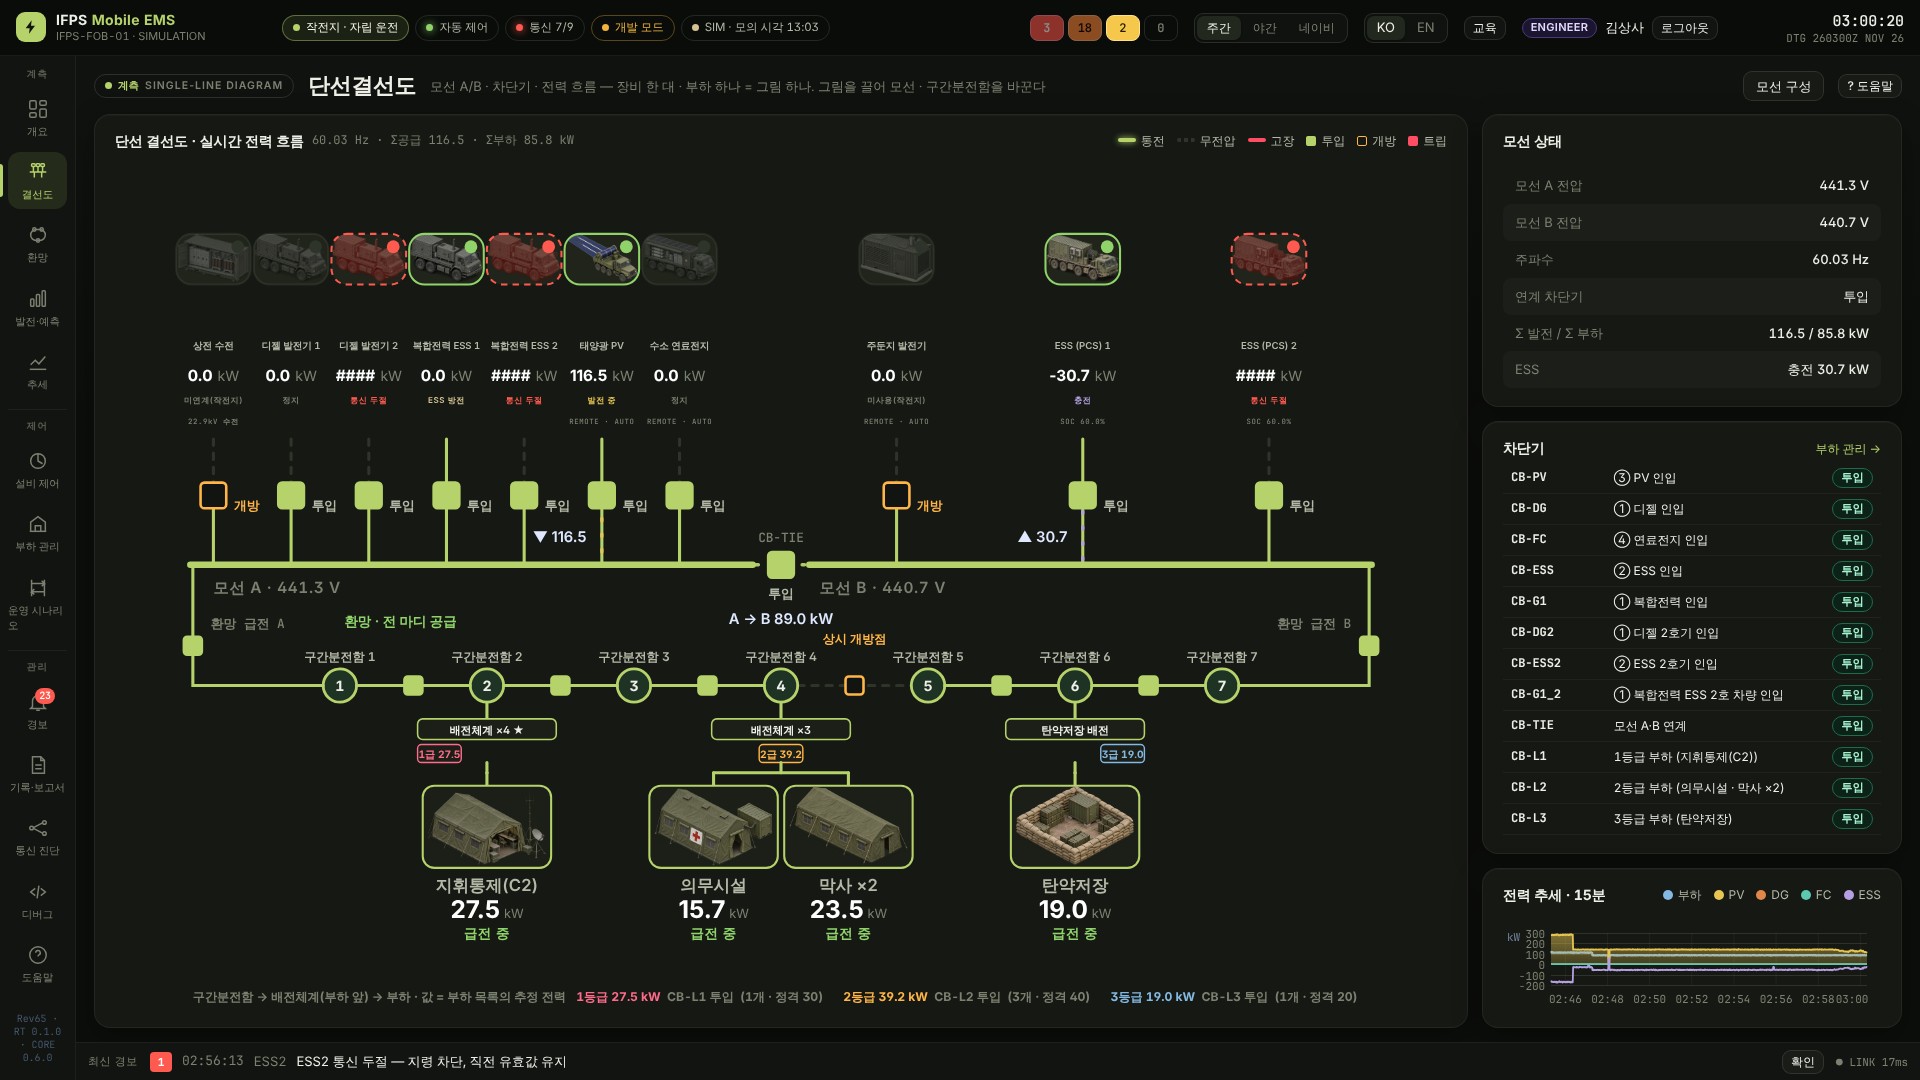 IFPS Mobile EMS
IFPS-FOB-01 · SIMULATION
작전지 · 자립 운전
자동 제어
통신 7/9
개발 모드
SIM · 모의 시각 13:03
3
18
2
0
주간
야간
네이비
KO
EN
교육
ENGINEER
김상사
로그아웃
03:00:20
DTG 260300Z NOV 26
계측
개요
결선도
환망
발전·예측
추세
제어
설비 제어
부하 관리
운영 시나리오
관리
23
경보
기록·보고서
통신 진단
디버그
도움말
Rev65 ·
RT 0.1.0
· CORE
0.6.0
계측 SINGLE-LINE DIAGRAM
단선결선도
모선 A/B · 차단기 · 전력 흐름 — 장비 한 대 · 부하 하나 = 그림 하나. 그림을 끌어 모선 · 구간분전함을 바꾼다
모선 구성
? 도움말
단선 결선도 · 실시간 전력 흐름
60.03 Hz · Σ공급 116.5 · Σ부하 85.8 kW
통전
무전압
고장
투입
개방
트립
상전 수전
디젤 발전기 1
디젤 발전기 2
복합전력 ESS 1
복합전력 ESS 2
태양광 PV
수소 연료전지
주둔지 발전기
ESS (PCS) 1
ESS (PCS) 2
0.0 kW
0.0 kW
#### kW
0.0 kW
#### kW
116.5 kW
0.0 kW
0.0 kW
-30.7 kW
#### kW
미연계(작전지)
정지
통신 두절
ESS 방전
통신 두절
발전 중
정지
미사용(작전지)
충전
통신 두절
22.9kV 수전
REMOTE · AUTO
REMOTE · AUTO
REMOTE · AUTO
SOC 60.0%
SOC 60.0%
개방
투입
투입
투입
투입
투입
투입
개방
투입
투입
▼ 116.5
CB-TIE
▲ 30.7
모선 A · 441.3 V
투입
모선 B · 440.7 V
환망 급전 A
환망 · 전 마디 공급
A → B 89.0 kW
상시 개방점
환망 급전 B
구간분전함 1
구간분전함 2
구간분전함 3
구간분전함 4
구간분전함 5
구간분전함 6
구간분전함 7
1
2
3
4
5
6
7
배전체계 ×4 ★
배전체계 ×3
탄약저장 배전
1급 27.5
2급 39.2
3급 19.0
지휘통제(C2)
의무시설
막사 ×2
탄약저장
27.5 kW
15.7 kW
23.5 kW
19.0 kW
급전 중
급전 중
급전 중
급전 중
구간분전함 → 배전체계(부하 앞) → 부하 · 값 = 부하 목록의 추정 전력 1등급 27.5 kW CB-L1 투입 (1개 · 정격 30) 2등급 39.2 kW CB-L2 투입 (3개 · 정격 40) 3등급 19.0 kW CB-L3 투입 (1개 · 정격 20)
모선 상태
모선 A 전압 441.3 V
모선 B 전압 440.7 V
주파수 60.03 Hz
연계 차단기 투입
Σ 발전 / Σ 부하 116.5 / 85.8 kW
ESS 충전 30.7 kW
차단기
부하 관리 →
CB-PV ③ PV 인입 투입
CB-DG ① 디젤 인입 투입
CB-FC ④ 연료전지 인입 투입
CB-ESS ② ESS 인입 투입
CB-G1 ① 복합전력 인입 투입
CB-DG2 ① 디젤 2호기 인입 투입
CB-ESS2 ② ESS 2호기 인입 투입
CB-G1_2 ① 복합전력 ESS 2호 차량 인입 투입
CB-TIE 모선 A·B 연계 투입
CB-L1 1등급 부하 (지휘통제(C2)) 투입
CB-L2 2등급 부하 (의무시설 · 막사 ×2) 투입
CB-L3 3등급 부하 (탄약저장) 투입
전력 추세 · 15분
부하
PV
DG
FC
ESS
kW
300
200
100
0
-100
-200
02:46
02:48
02:50
02:52
02:54
02:56
02:58
03:00
최신 경보
1
02:56:13
ESS2
ESS2 통신 두절 — 지령 차단, 직전 유효값 유지
확인
LINK 17ms